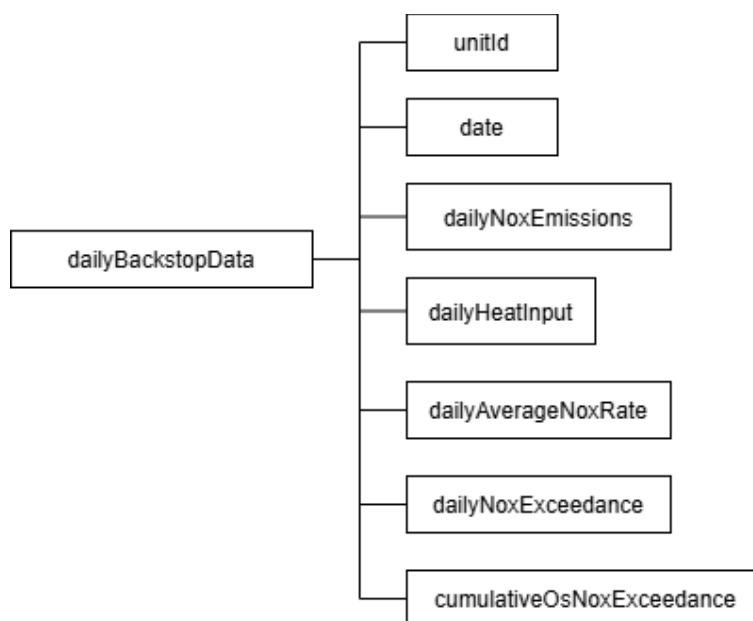 unitId
date
dailyNoxEmissions
dailyBackstopData
dailyHeatInput
dailyAverageNoxRate
dailyNoxExceedance
cumulativeOsNoxExceedance